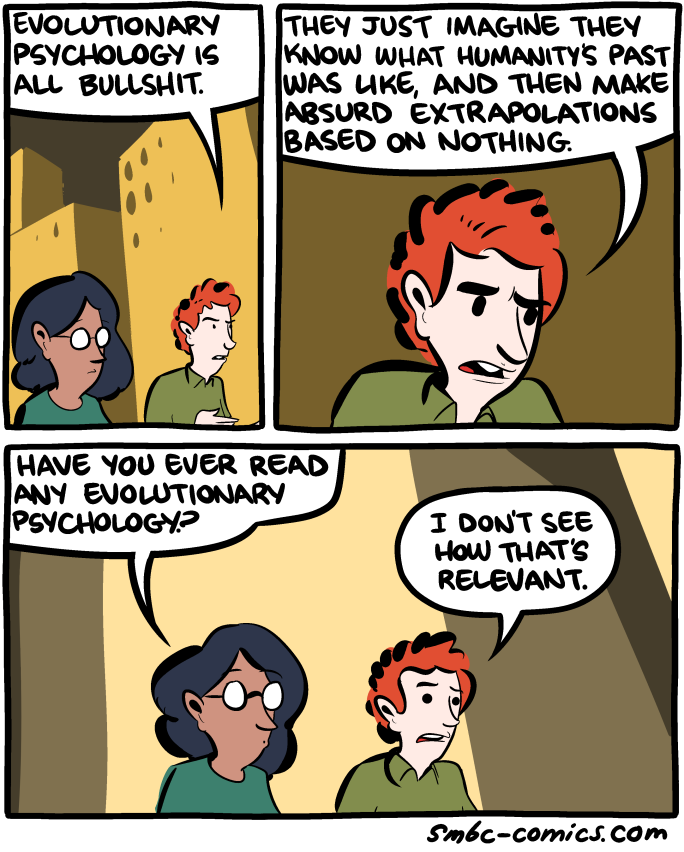 EVOLUTIONARY
PSYCHOLOGY IS
ALL BULLSHIT.
THEY JUST IMAGINE THEY
KNOW WHAT HUMANITY'S PAST
WAS LIKE, AND THEN MAKE
ABSURD EXTRAPOLATIONS
BASED ON NOTHING.
HAVE YOU EVER READ
ANY EVOLUTIONARY
PSYCHOLOGY?
I DON'T SEE
HOW THAT'S
RELEVANT.
smbc-comics.com